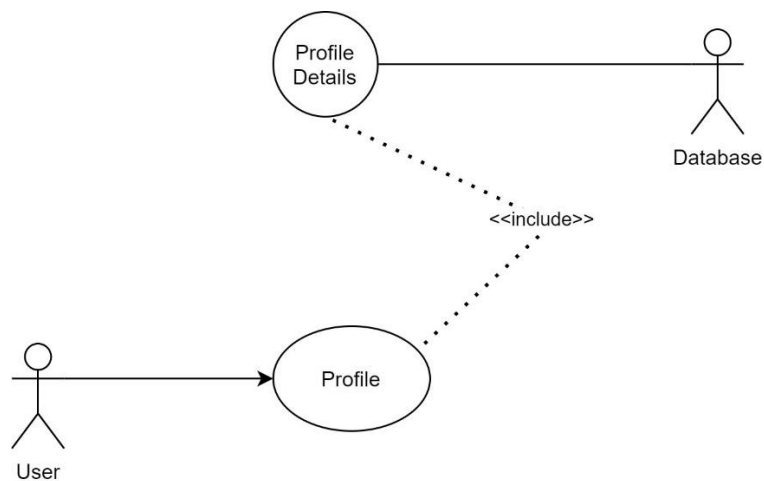 Profile
Details
Database
<<include>>
Profile
User